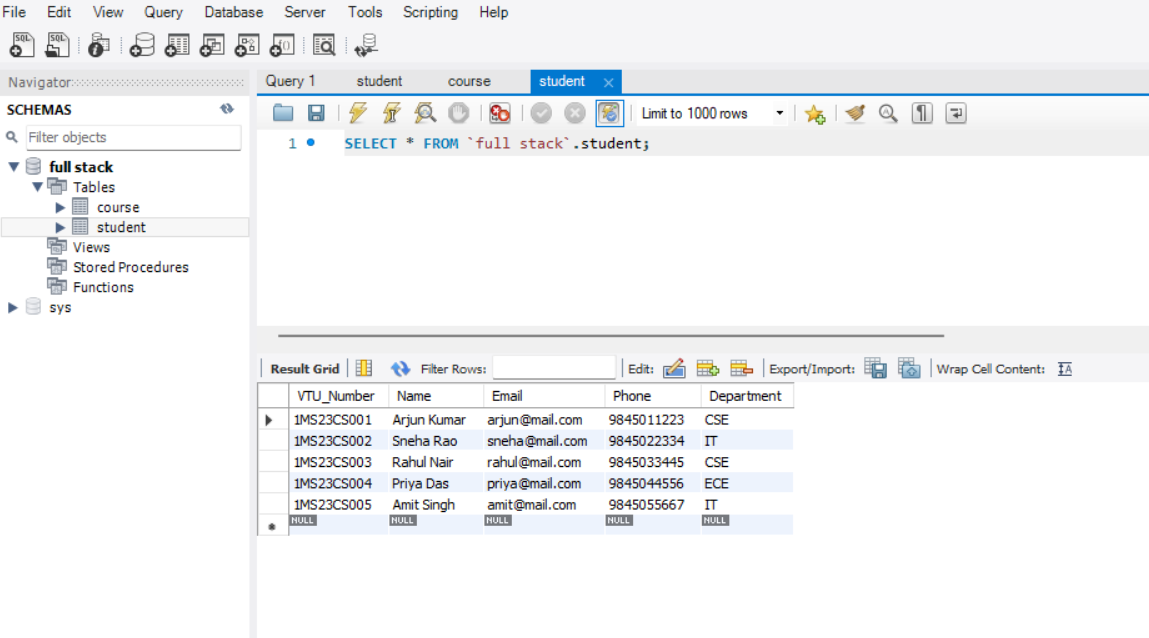 File Edit View Query Database Server Tools Scripting Help
SQL SQL
Navigator
Query 1 student course student
SCHEMAS
Limit to 1000 rows
Filter objects
1 SELECT * FROM `full stack`.student;
full stack
Tables
course
student
Views
Stored Procedures
Functions
sys
Result Grid Filter Rows: Edit: Export/Import: Wrap Cell Content: IA
VTU_Number Name Email Phone Department
1MS23CS001 Arjun Kumar arjun@mail.com 9845011223 CSE
1MS23CS002 Sneha Rao sneha@mail.com 9845022334 IT
1MS23CS003 Rahul Nair rahul@mail.com 9845033445 CSE
1MS23CS004 Priya Das priya@mail.com 9845044556 ECE
1MS23CS005 Amit Singh amit@mail.com 9845055667 IT
NULL NULL NULL NULL NULL